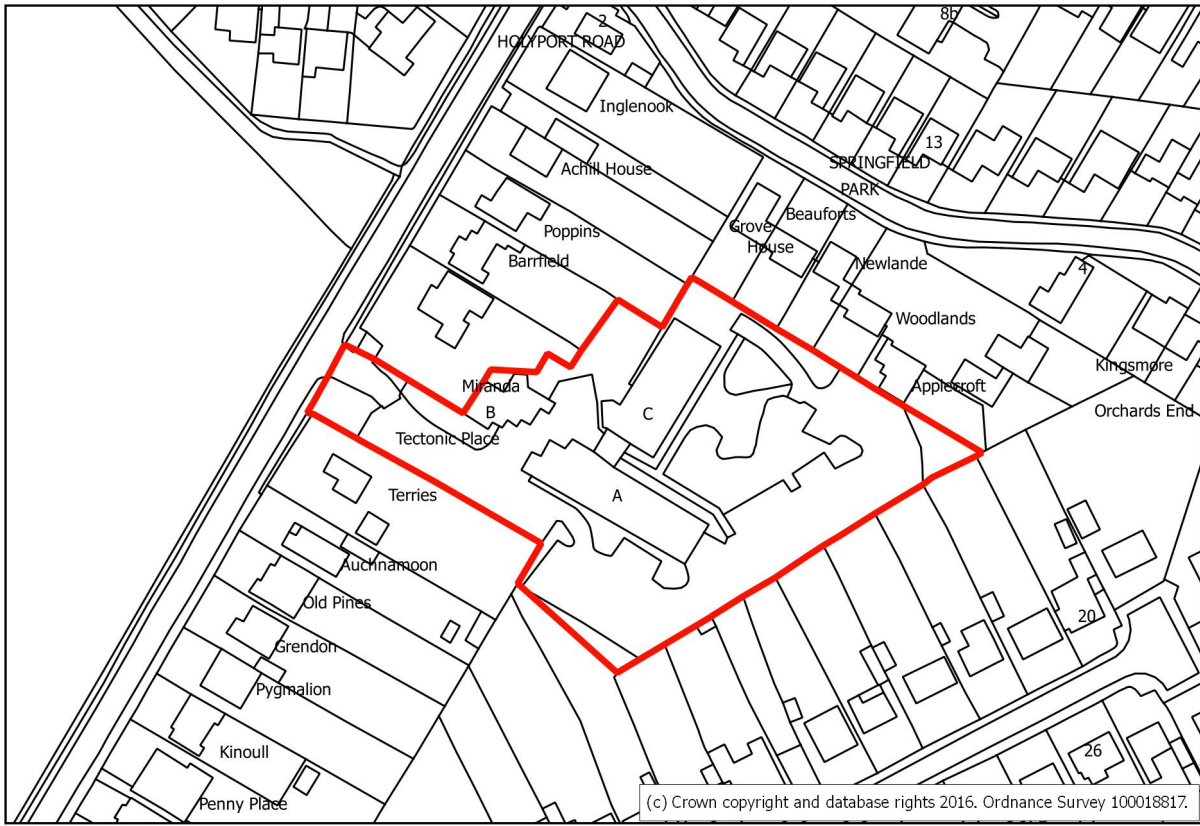 2
HOLYPORT ROAD
8b
Inglenook
13
SPRINGFIELD
PARK
Achill House
Beauforts
Grove
House
Poppins
Barrfield
Newlande
4
Woodlands
Kingsmore
Miranda
Applecroft
B
C
Orchards End
Tectonic Place
Terries
A
Auchnamoon
Old Pines
20
Grendon
Pygmalion
Kinoull
26
Penny Place
(c) Crown copyright and database rights 2016. Ordnance Survey 100018817.